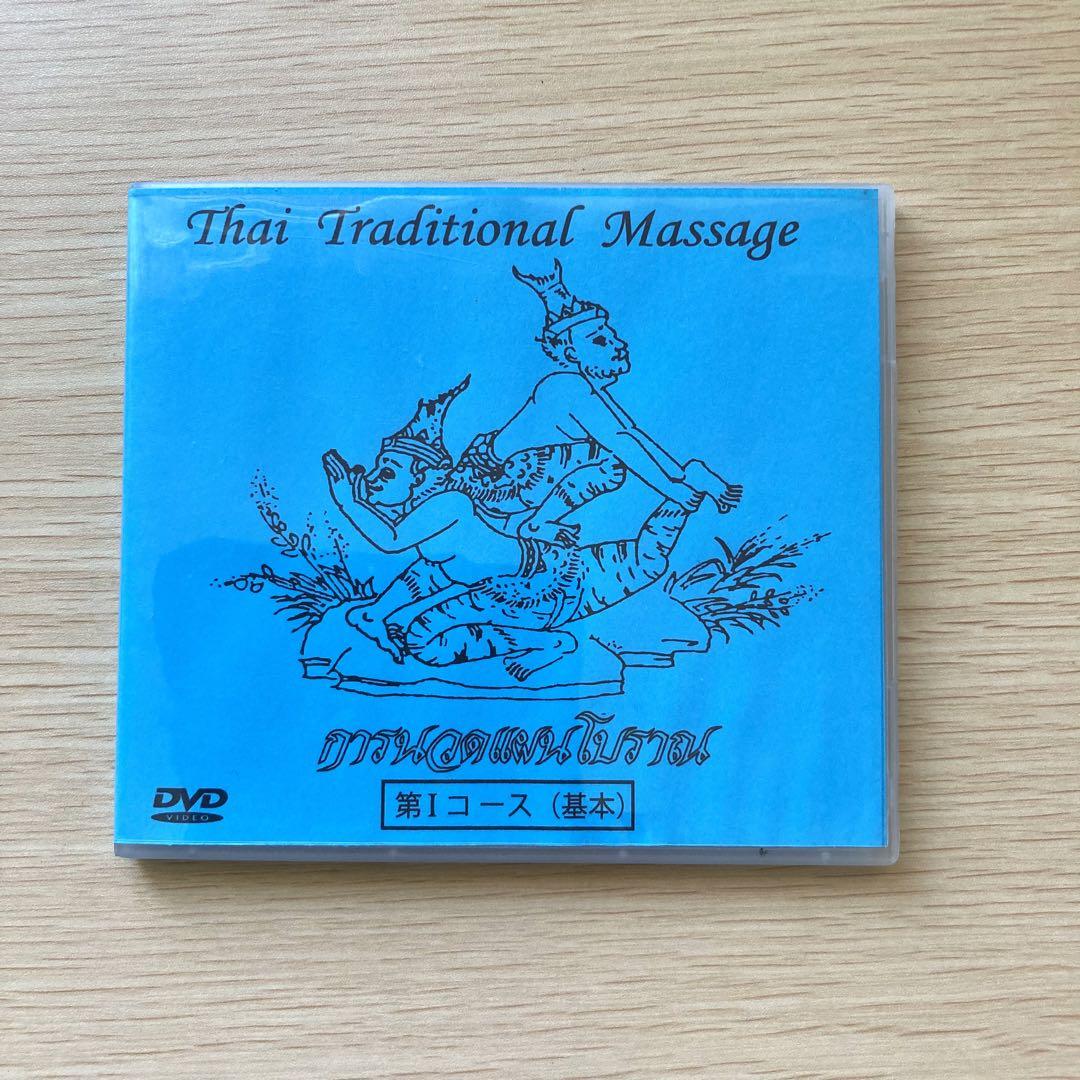 Thai Traditional Massage
การนวดแผนโบราณ
DVD
VIDEO
第Iコース（基本）